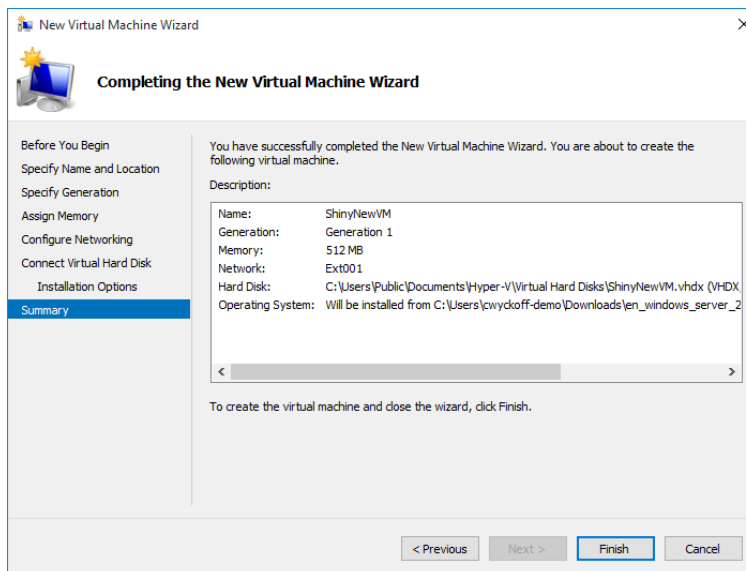 New Virtual Machine Wizard
Completing the New Virtual Machine Wizard
Before You Begin
Specify Name and Location
Specify Generation
Assign Memory
Configure Networking
Connect Virtual Hard Disk
Installation Options
Summary
You have successfully completed the New Virtual Machine Wizard. You are about to create the
following virtual machine.
Description:
Name: ShinyNewVM
Generation: Generation 1
Memory: 512 MB
Network: Ext001
Hard Disk: C:\Users\Public\Documents\Hyper-V\Virtual Hard Disks\ShinyNewVM.vhdx (VHDX,
Operating System: Will be installed from C:\Users\cwyckoff-demo\Downloads\en_windows_server_2
To create the virtual machine and close the wizard, click Finish.
< Previous Next > Finish Cancel